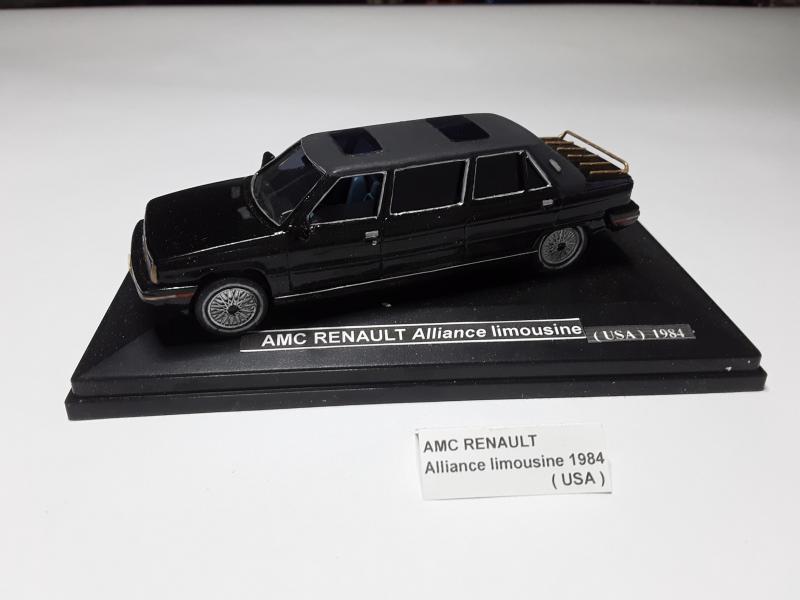 AMC RENAULT Alliance limousine ( USA ) 1984
AMC RENAULT
Alliance limousine 1984
( USA )